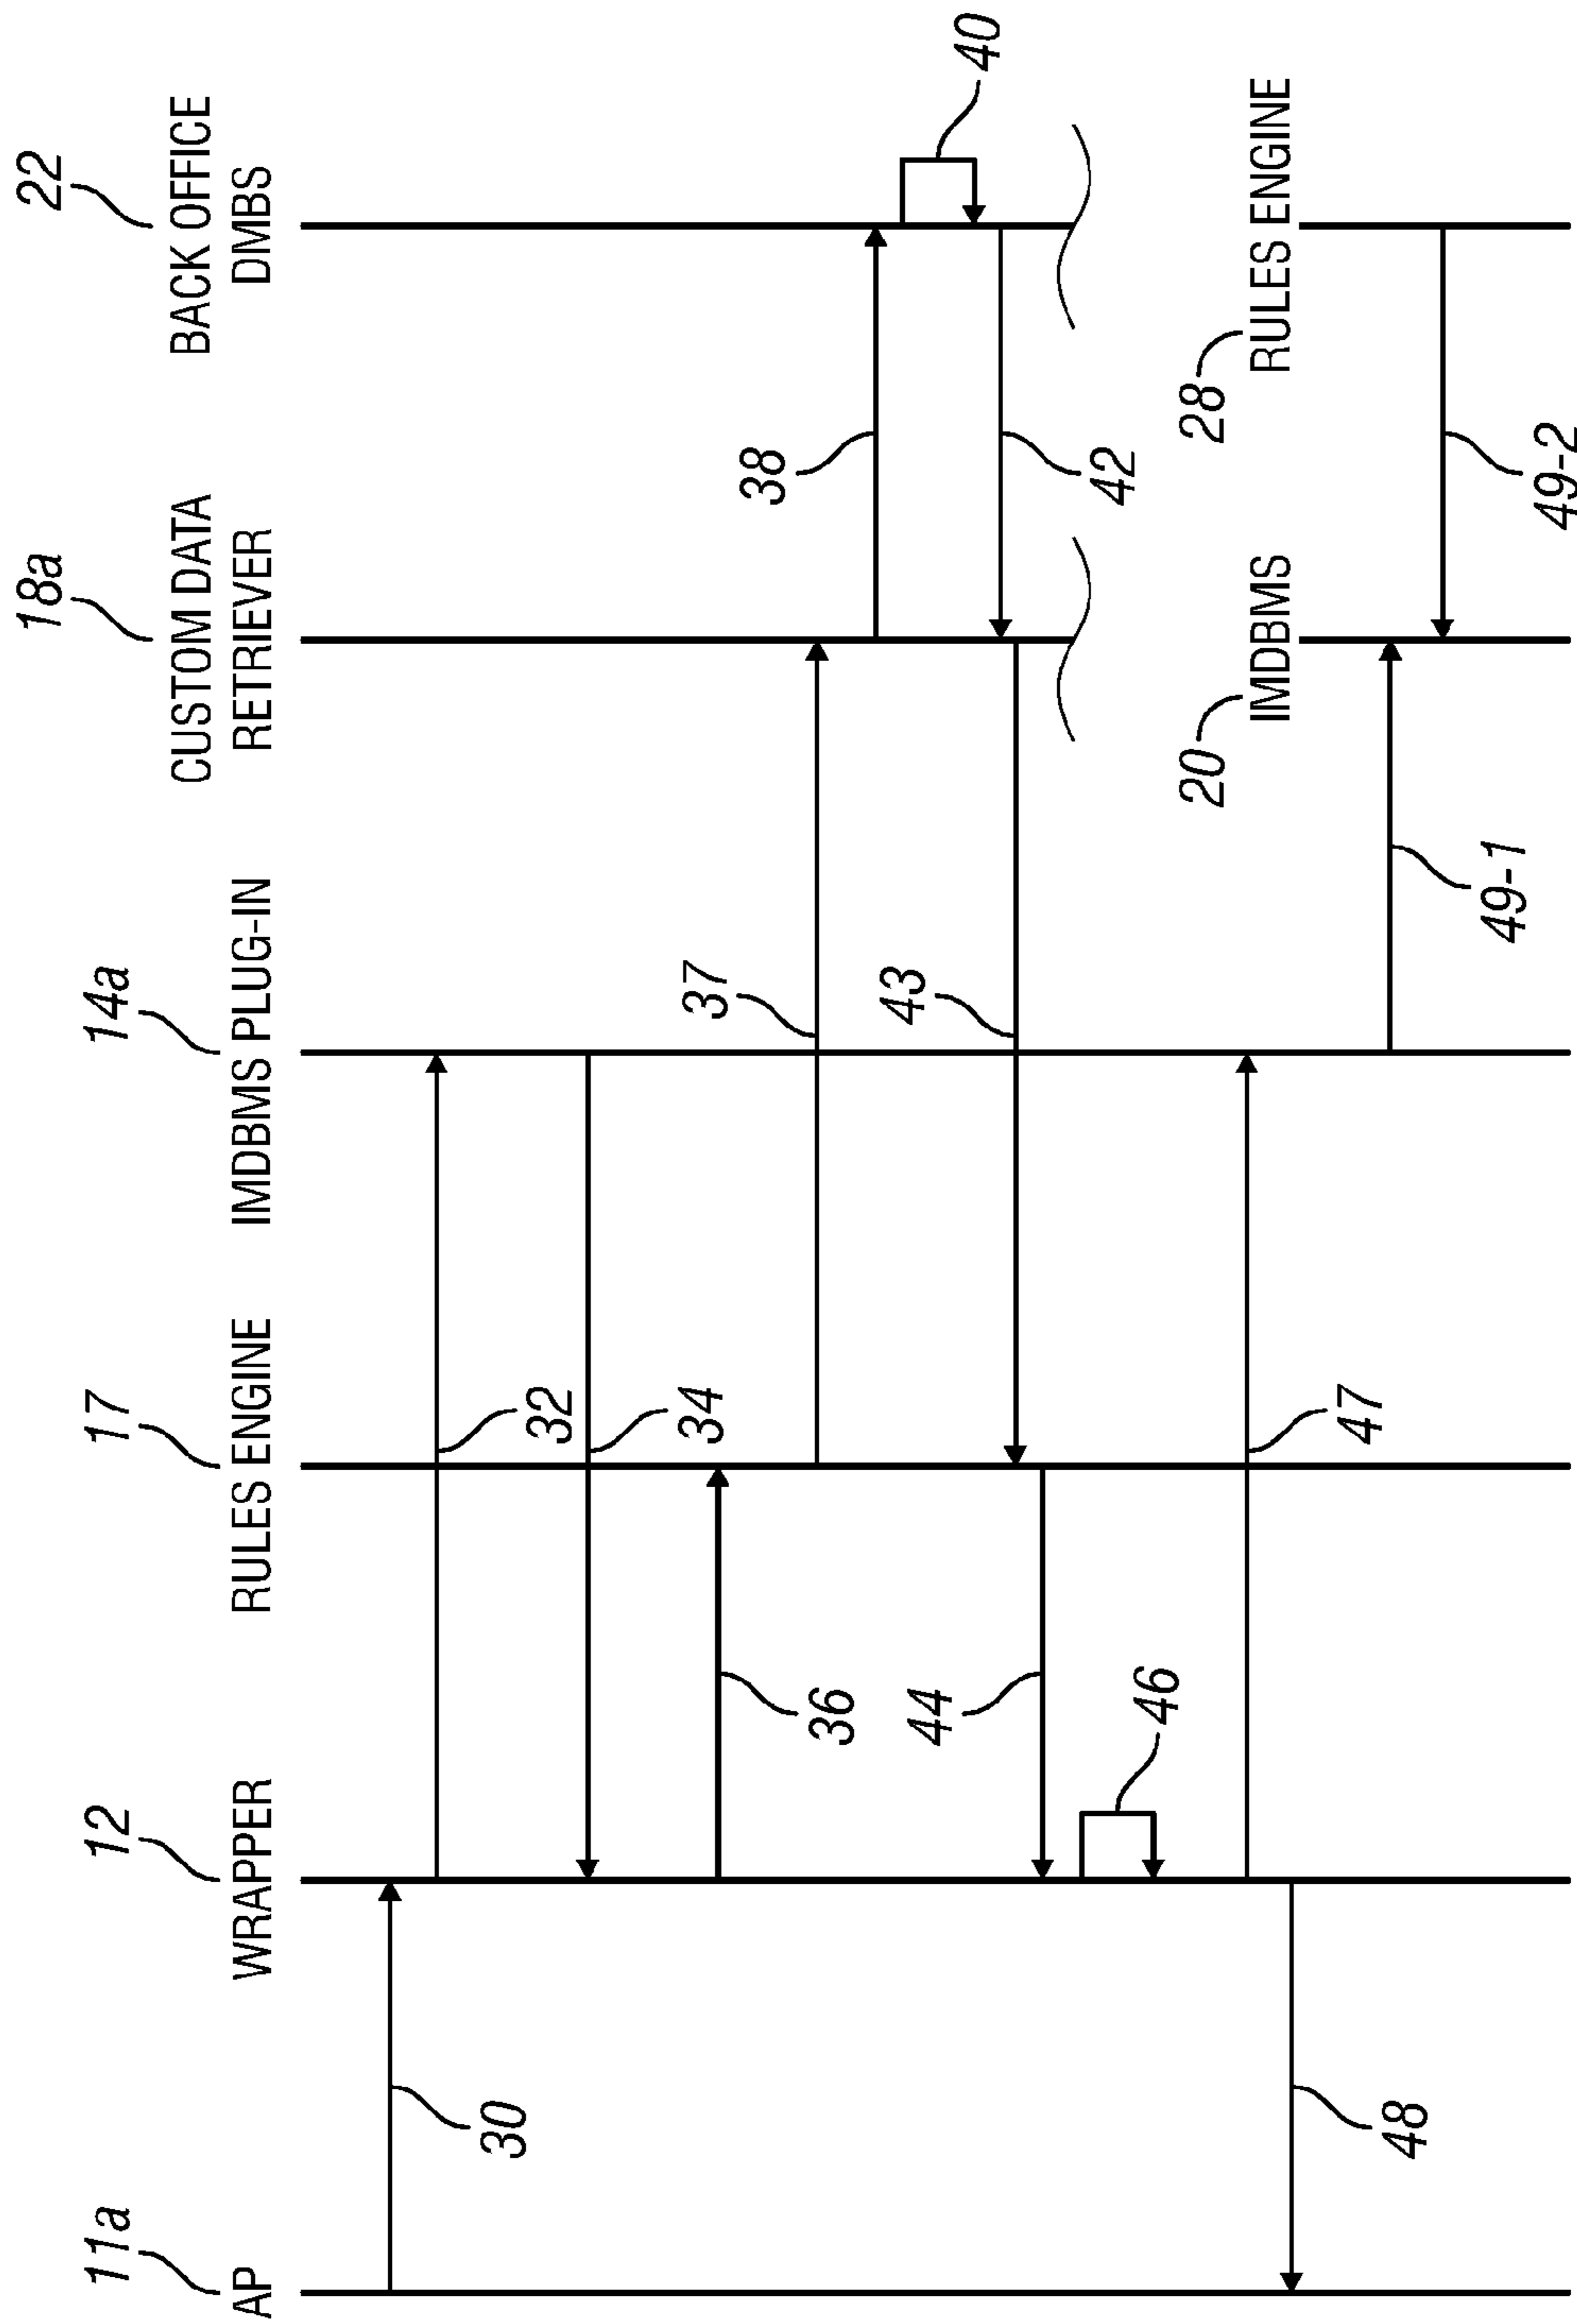 11a
AP
12
WRAPPER
17
RULES ENGINE
14a
IMDBMS PLUG-IN
18a
CUSTOM DATA
RETRIEVER
22
BACK OFFICE
DMBS
30
32
34
36
37
38
40
42
43
44
46
47
48
20
IMDBMS
28
RULES ENGINE
49-1
49-2